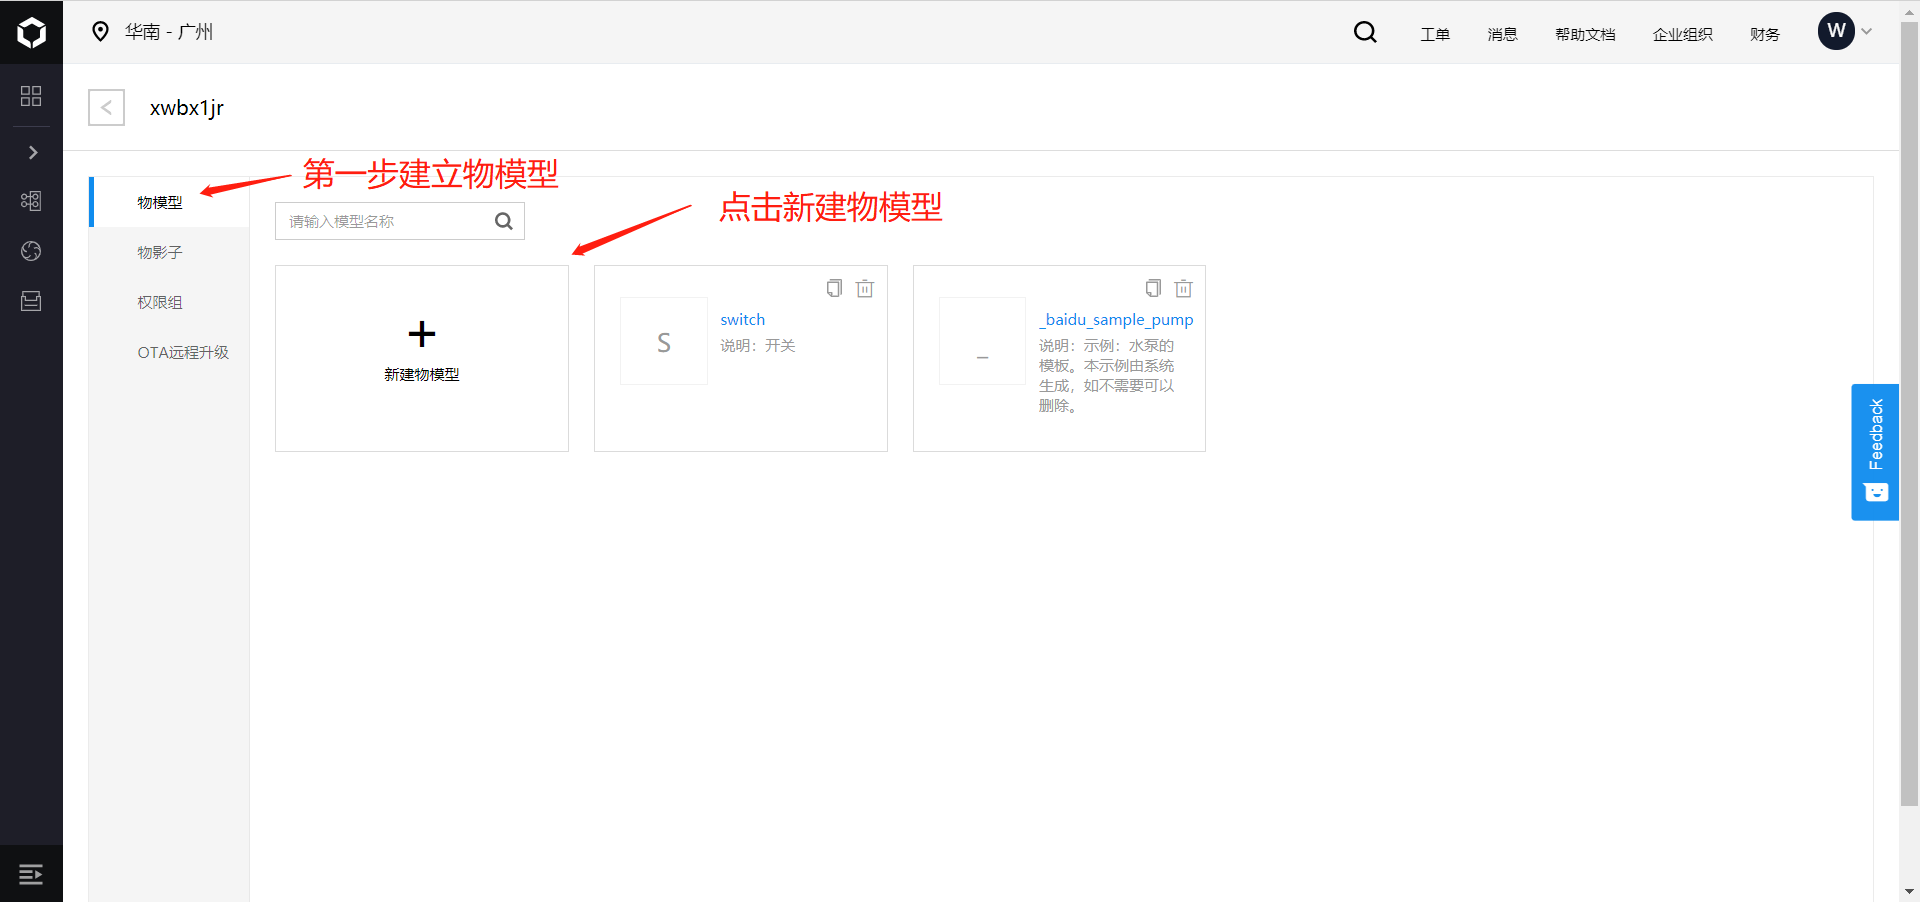 华南 - 广州
工单
消息
帮助文档
企业组织
财务
W
xwbx1jr
第一步建立物模型
点击新建物模型
物模型
物影子
权限组
OTA远程升级
请输入模型名称
新建物模型
S
switch
说明：开关
_
_baidu_sample_pump
说明：示例：水泵的
模板。本示例由系统
生成，如不需要可以
删除。
Feedback